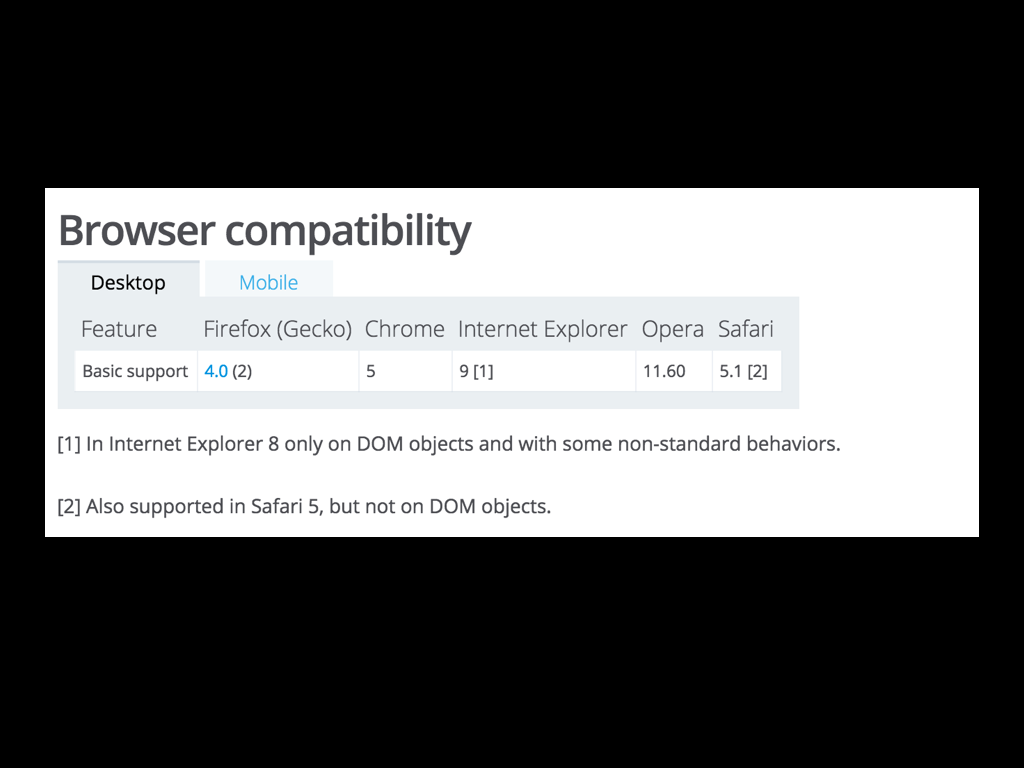 Browser compatibility
Desktop Mobile
Feature Firefox (Gecko) Chrome Internet Explorer Opera Safari
Basic support 4.0 (2) 5 9 [1] 11.60 5.1 [2]
[1] In Internet Explorer 8 only on DOM objects and with some non-standard behaviors.
[2] Also supported in Safari 5, but not on DOM objects.